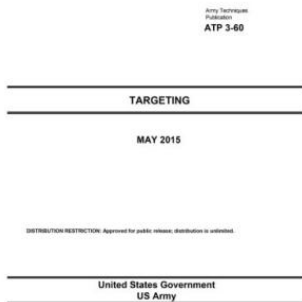 Army Techniques
Publication
ATP 3-60
TARGETING
MAY 2015
DISTRIBUTION RESTRICTION: Approved for public release; distribution is unlimited.
United States Government
US Army